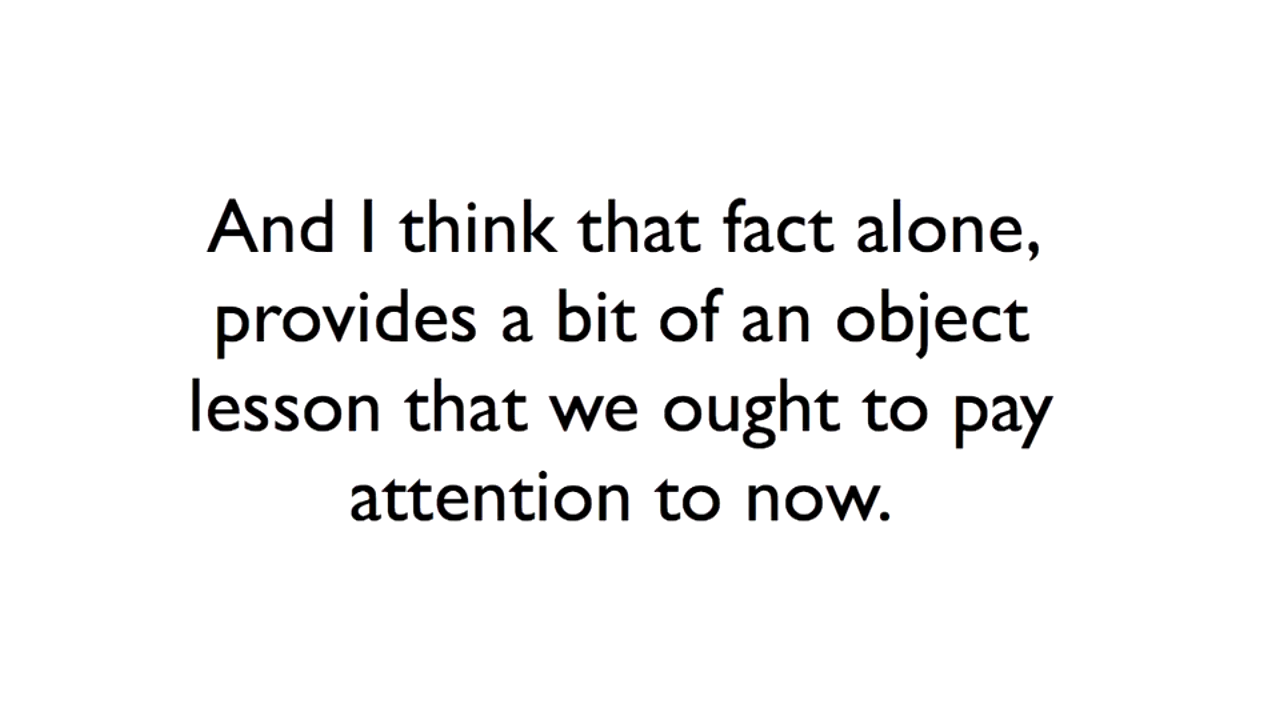 And I think that fact alone,
provides a bit of an object
lesson that we ought to pay
attention to now.